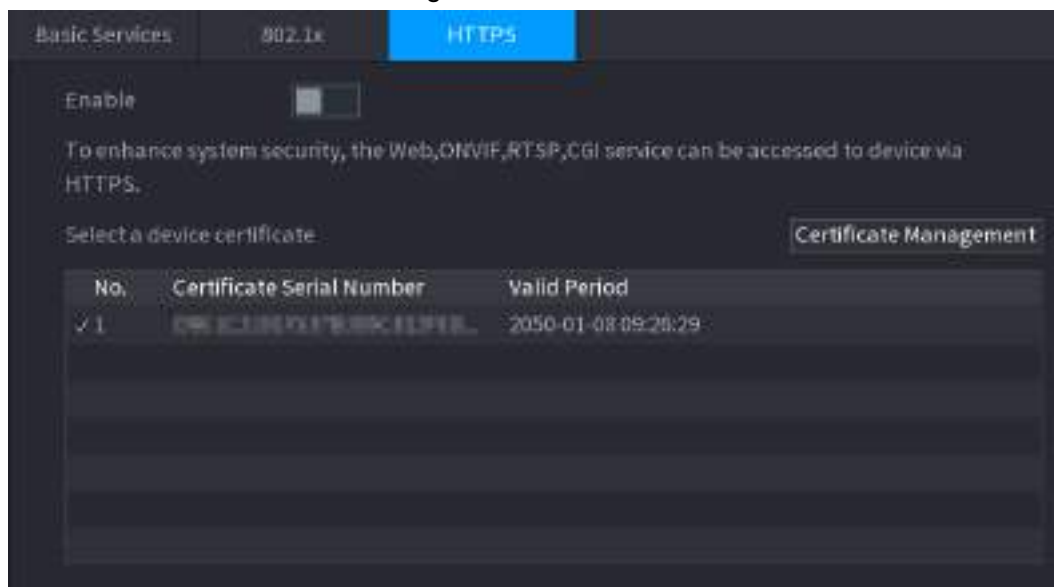 Basic Services 802.1x HTTPS
Enable
To enhance system security, the Web,ONVIF,RTSP,CGI service can be accessed to device via
HTTPS.
Select a device certificate Certificate Management
No. Certificate Serial Number Valid Period
✓ 1 2050-01-08 09:26:29